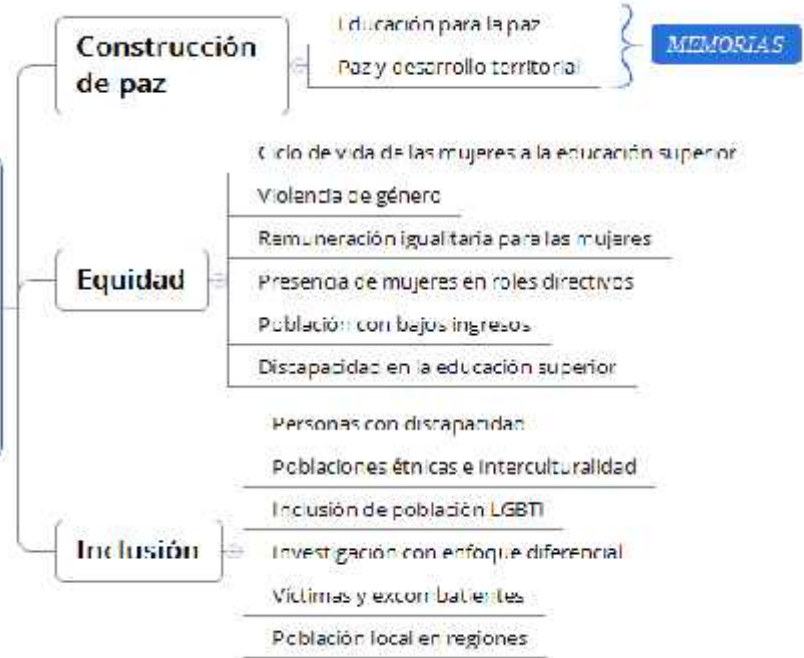 Construcción
de paz
Educación para la paz
Paz y desarrollo territorial
MEMORIAS
Equidad
Ciclo de vida de las mujeres a la educación superior
Violencia de género
Remuneración igualitaria para las mujeres
Presencia de mujeres en roles directivos
Población con bajos ingresos
Discapacidad en la educación superior
Inclusión
Personas con discapacidad
Poblaciones étnicas e interculturalidad
Inclusión de población LGBTI
Investigación con enfoque diferencial
Víctimas y excombatientes
Población local en regiones